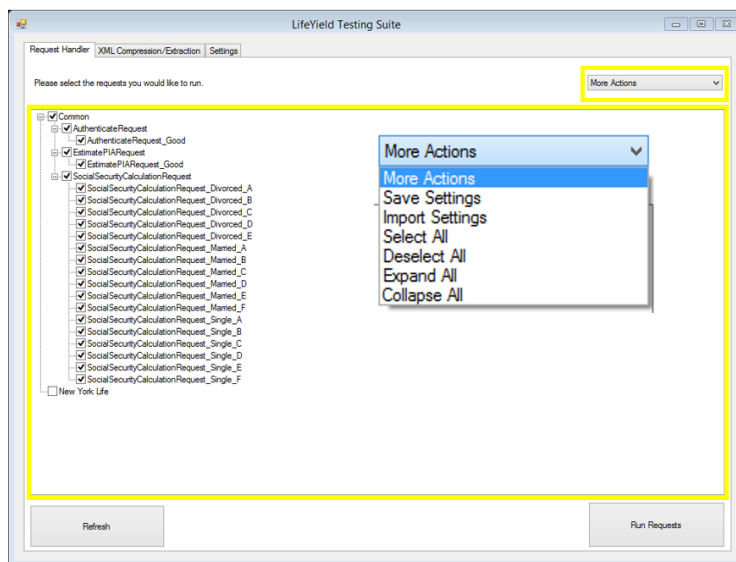 LifeYield Testing Suite
Request Handler XML Compression/Extraction Settings
Please select the requests you would like to run.
More Actions
Common
AuthenticateRequest
AuthenticateRequest_Good
EstimatePIARequest
EstimatePIARequest_Good
SocialSecurityCalculationRequest
SocialSecurityCalculationRequest_Divorced_A
SocialSecurityCalculationRequest_Divorced_B
SocialSecurityCalculationRequest_Divorced_C
SocialSecurityCalculationRequest_Divorced_D
SocialSecurityCalculationRequest_Divorced_E
SocialSecurityCalculationRequest_Married_A
SocialSecurityCalculationRequest_Married_B
SocialSecurityCalculationRequest_Married_C
SocialSecurityCalculationRequest_Married_D
SocialSecurityCalculationRequest_Married_E
SocialSecurityCalculationRequest_Married_F
SocialSecurityCalculationRequest_Single_A
SocialSecurityCalculationRequest_Single_B
SocialSecurityCalculationRequest_Single_C
SocialSecurityCalculationRequest_Single_D
SocialSecurityCalculationRequest_Single_E
SocialSecurityCalculationRequest_Single_F
New York Life
More Actions
More Actions
Save Settings
Import Settings
Select All
Deselect All
Expand All
Collapse All
Refresh
Run Requests